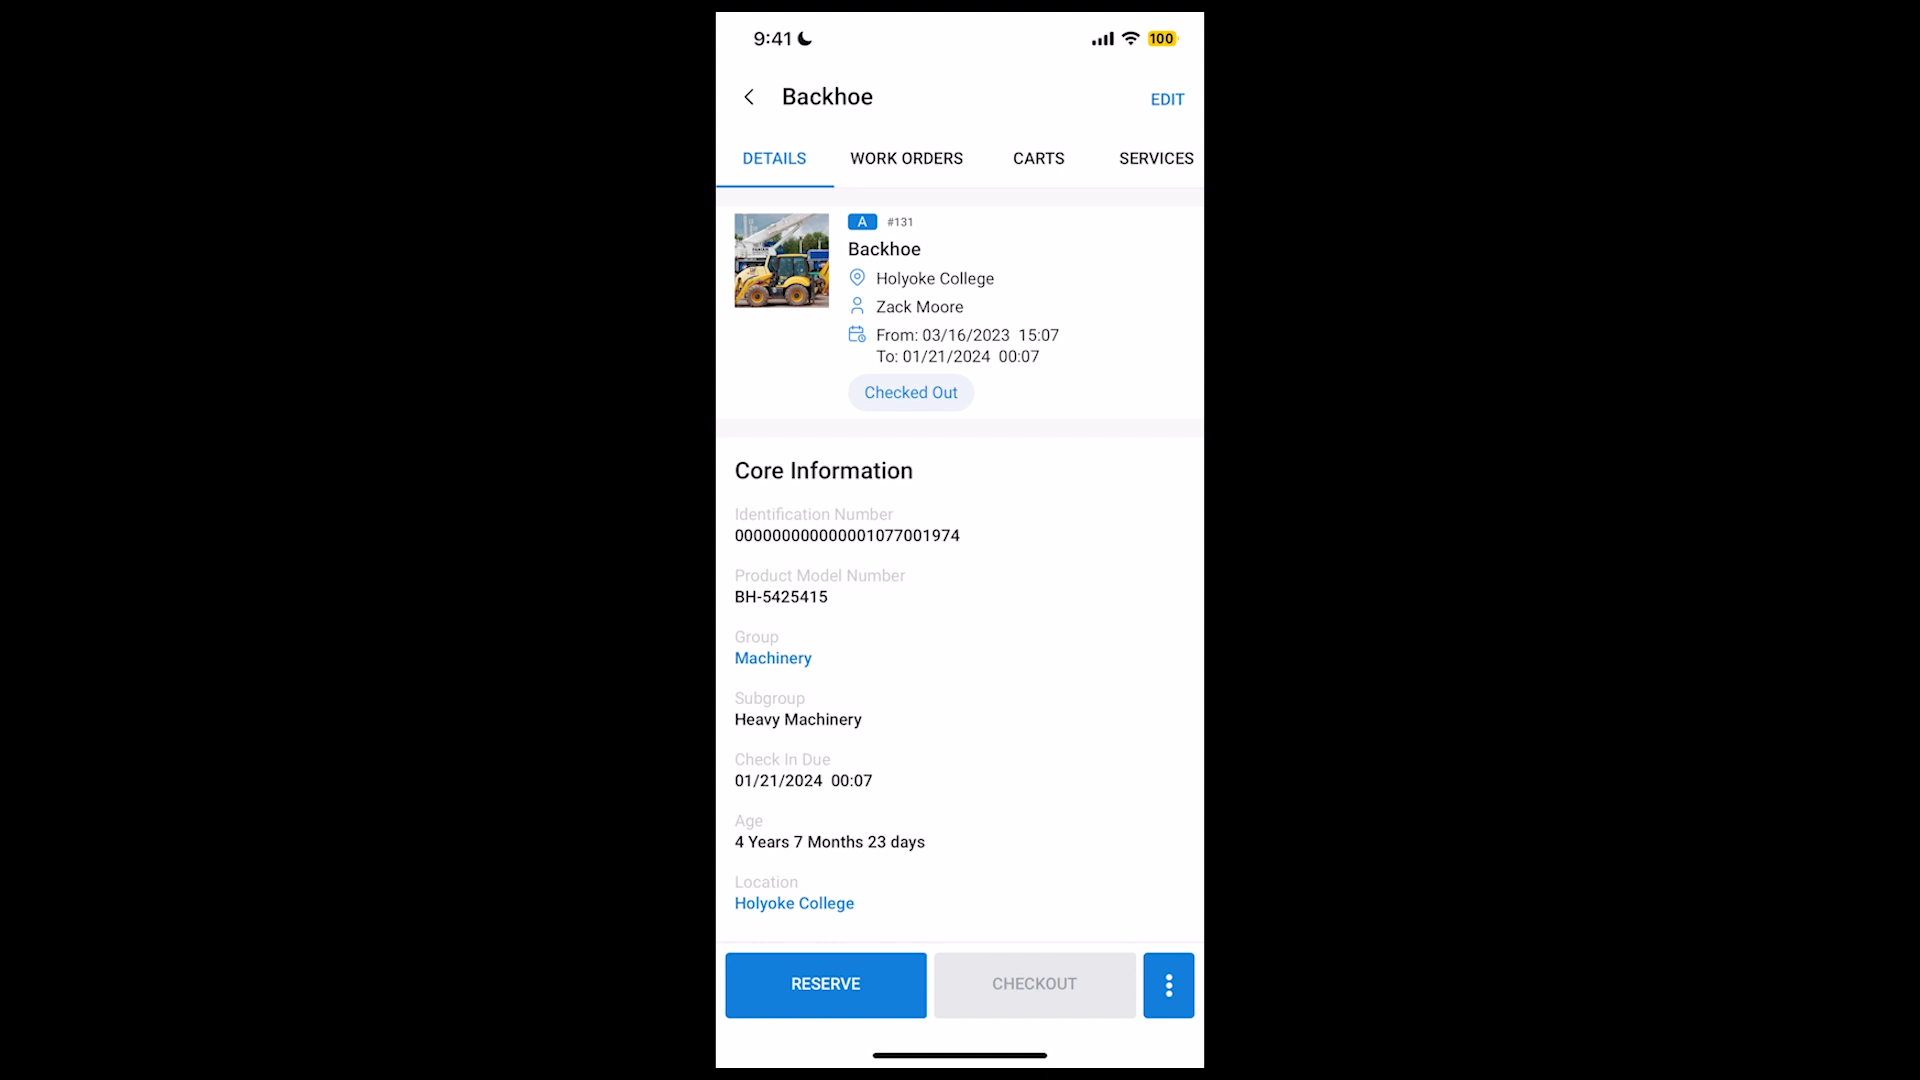 9:41
100
Backhoe
EDIT
DETAILS
WORK ORDERS
CARTS
SERVICES
A #131
Backhoe
Holyoke College
Zack Moore
From: 03/16/2023 15:07
To: 01/21/2024 00:07
Checked Out
Core Information
Identification Number
000000000000001077001974
Product Model Number
BH-5425415
Group
Machinery
Subgroup
Heavy Machinery
Check In Due
01/21/2024 00:07
Age
4 Years 7 Months 23 days
Location
Holyoke College
RESERVE
CHECKOUT